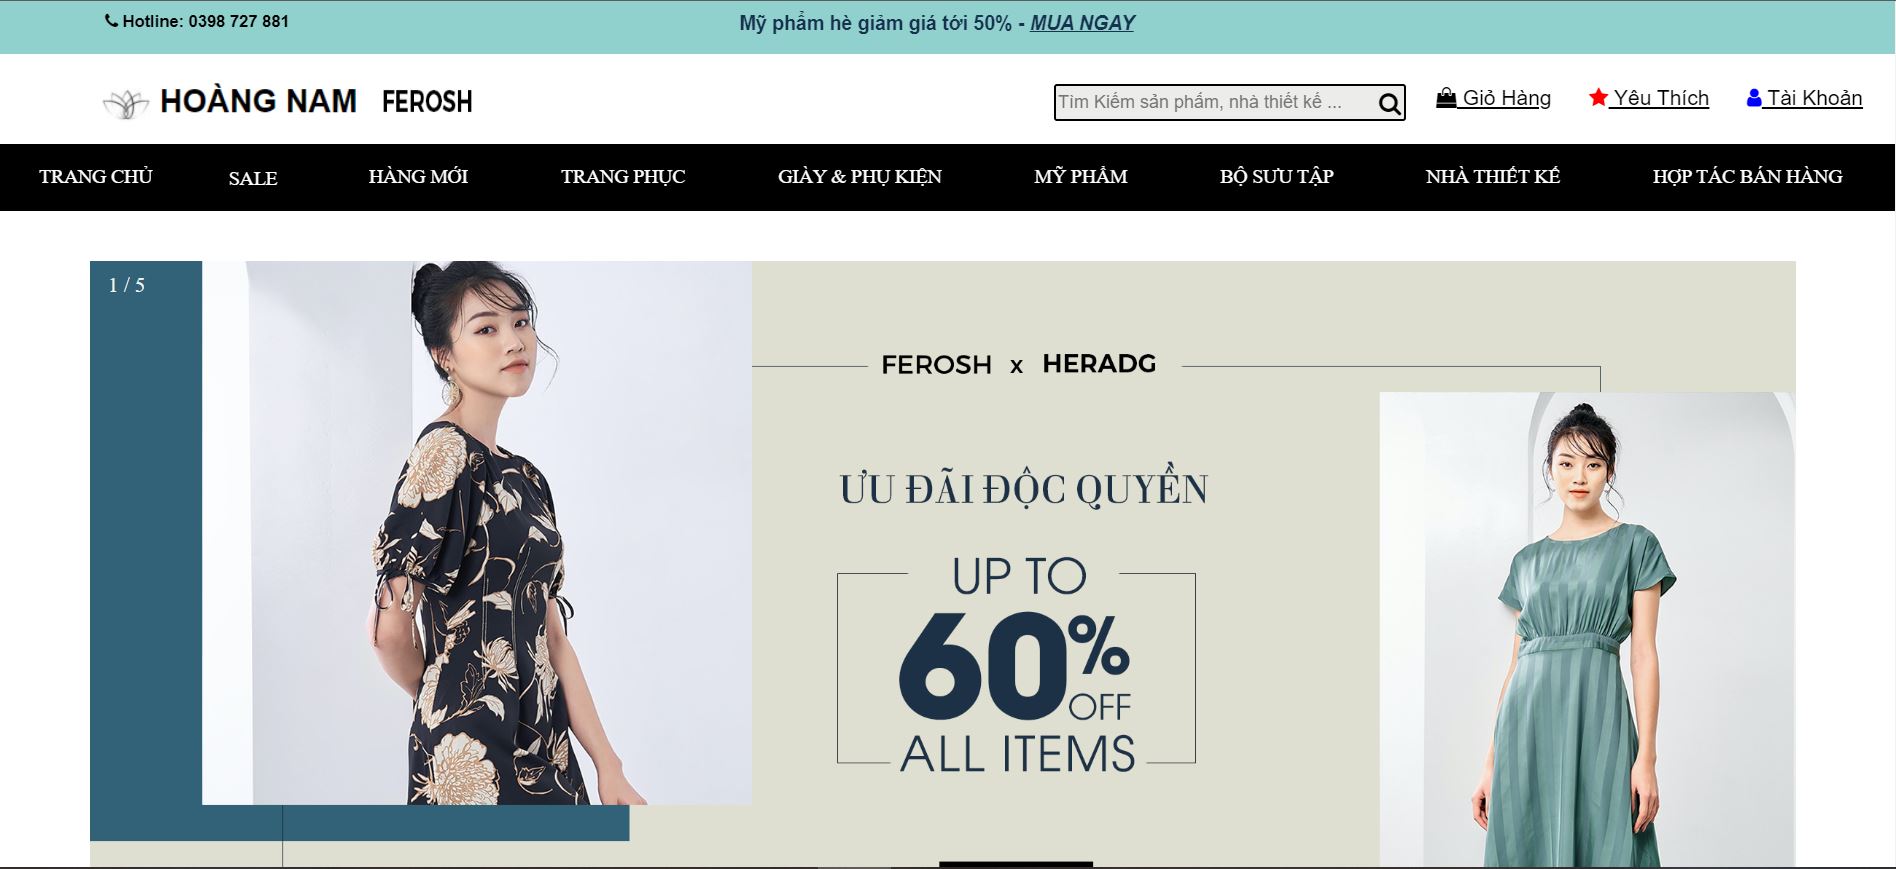 Hotline: 0398 727 881
Mỹ phẩm hè giảm giá tới 50% - MUA NGAY
HOÀNG NAM FEROSH
Tìm Kiếm sản phẩm, nhà thiết kế ...
Giỏ Hàng
Yêu Thích
Tài Khoản
TRANG CHỦ SALE HÀNG MỚI TRANG PHỤC GIÀY & PHỤ KIỆN MỸ PHẨM BỘ SƯU TẬP NHÀ THIẾT KẾ HỢP TÁC BÁN HÀNG
1 / 5
FEROSH x HERADG
ƯU ĐÃI ĐỘC QUYỀN
UP TO
60%
OFF
ALL ITEMS